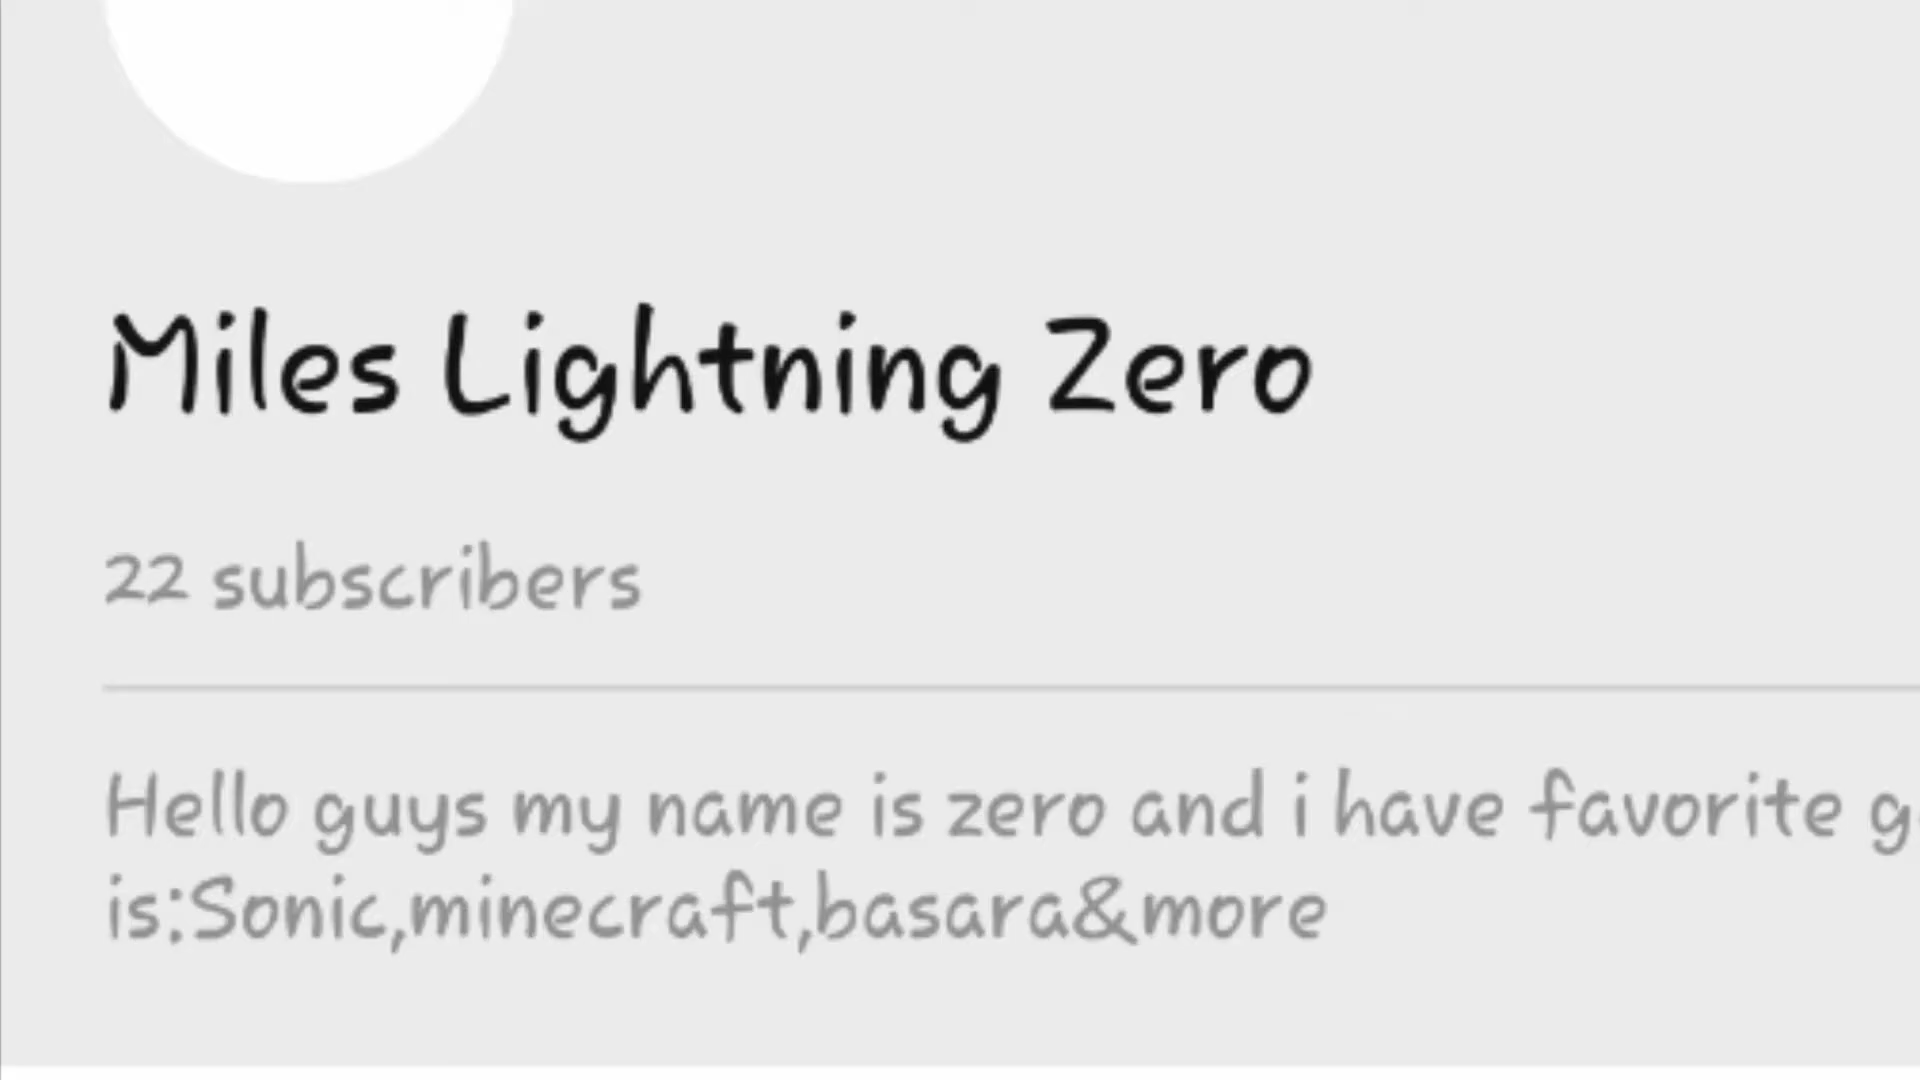 Miles Lightning Zero
22 subscribers
Hello guys my name is zero and i have favorite
is:Sonic,minecraft,basara&more